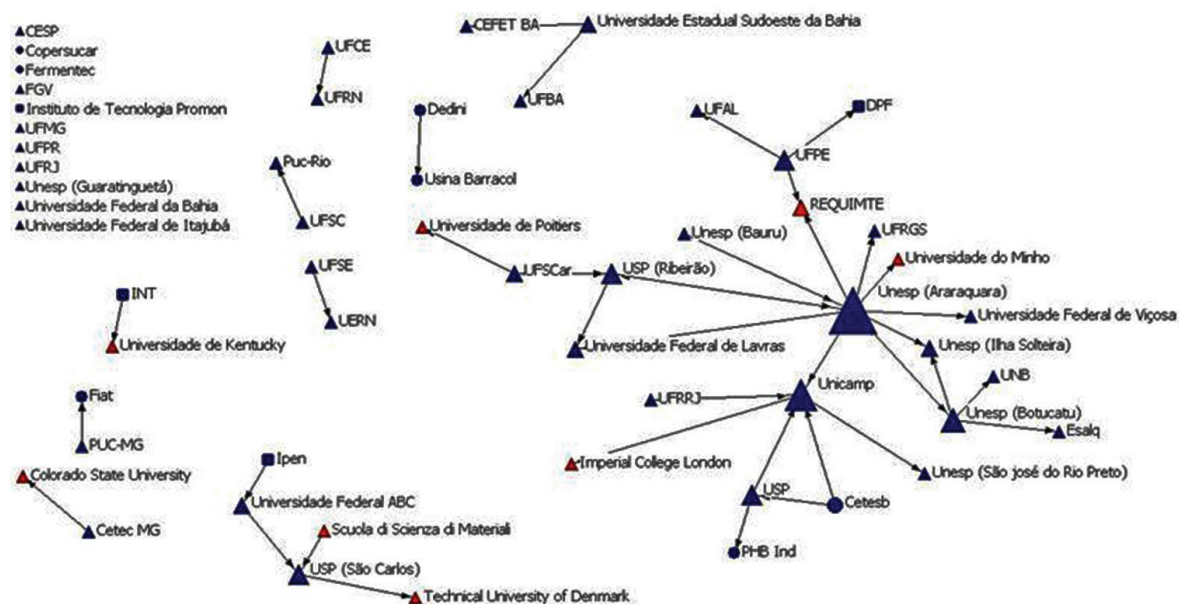 CESP
Copersucar
Fermentec
FGV
Instituto de Tecnologia Promon
UFMG
UFPR
UFRJ
Unesp (Guaratinguetá)
Universidade Federal da Bahia
Universidade Federal de Itajubá
UFCE
UFRN
CEFET BA
Universidade Estadual Sudoeste da Bahia
UFBA
Dedini
Usina Barracol
Puc-Rio
UFSC
UFSE
UERN
UFAL
DPF
UFPE
REQUIMTE
Universidade de Poitiers
UFSCar
USP (Ribeirão)
Unesp (Bauru)
UFRGS
Universidade do Minho
Unesp (Araraquara)
Universidade Federal de Viçosa
Universidade Federal de Lavras
Unesp (Ilha Solteira)
INT
Universidade de Kentucky
Fiat
PUC-MG
Colorado State University
Cetec MG
Unicamp
UFRRJ
UNB
Unesp (Botucatu)
Esalq
Imperial College London
Unesp (São josé do Rio Preto)
USP
Cetesb
PHB Ind
Ipen
Universidade Federal ABC
Scuola di Scienza di Materiali
USP (São Carlos)
Technical University of Denmark